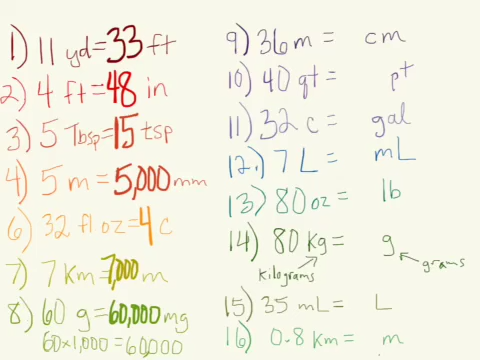 1) 11 yd = 33 ft
2) 4 ft = 48 in
3) 5 Tbsp = 15 tsp
4) 5 m = 5,000 mm
6) 32 fl oz = 4 c
7) 7 Km = 7,000 m
8) 60 g = 60,000 mg
60 x 1,000 = 60,000
9) 36 m = cm
10) 40 qt = pt
11) 32 c = gal
12.) 7 L = mL
13) 80 oz = lb
14) 80 kg = g
kilograms grams
15) 35 mL = L
16) 0.8 Km = m